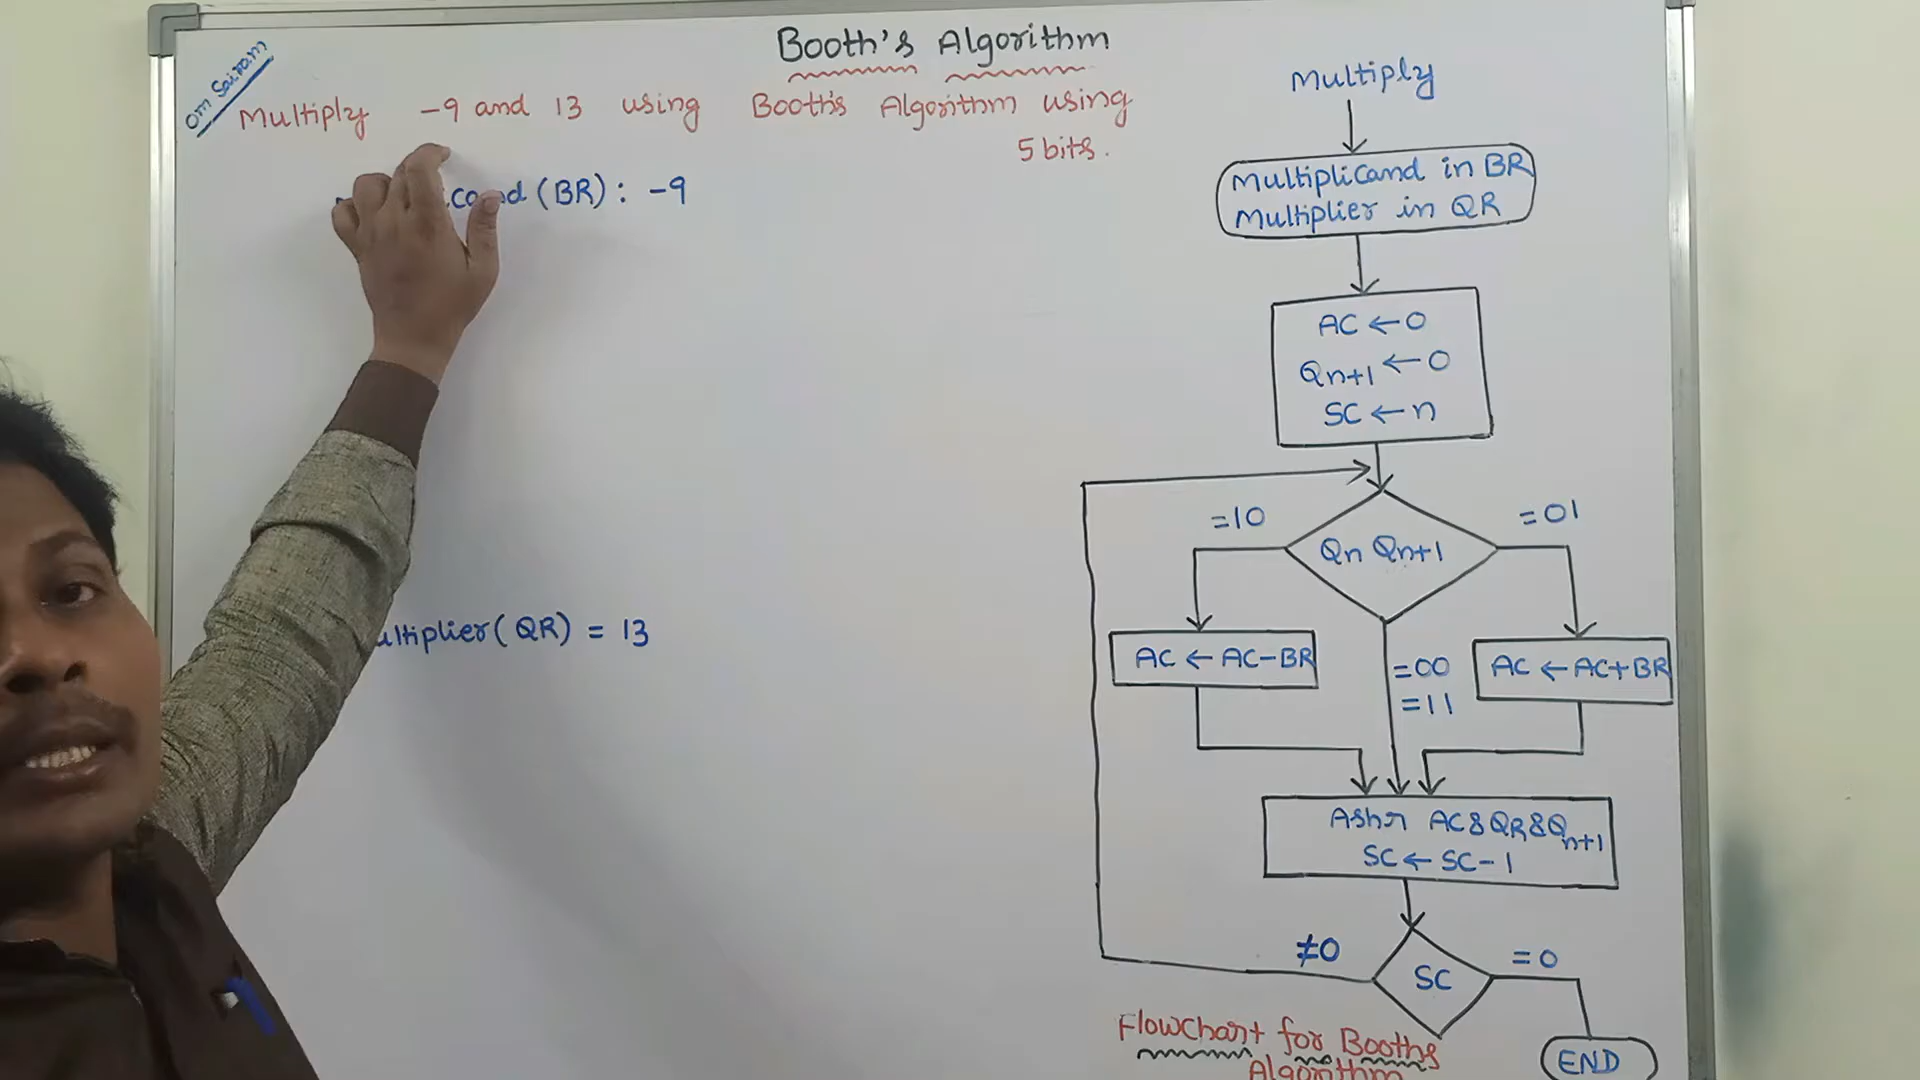 Booth's Algorithm
Om Sairam
Multiply -9 and 13 using Booth's Algorithm using
5 bits.
(BR): -9
(QR) = 13
Multiply
Multiplicand in BR
Multiplier in QR
AC ← 0
Qn+1 ← 0
SC ← n
=10
Qn Qn+1
=01
AC ← AC-BR
=00
=11
AC ← AC+BR
Ashr AC&QR&Qn+1
SC ← SC-1
≠0
SC
=0
END
Flowchart for Booths
Algorithm